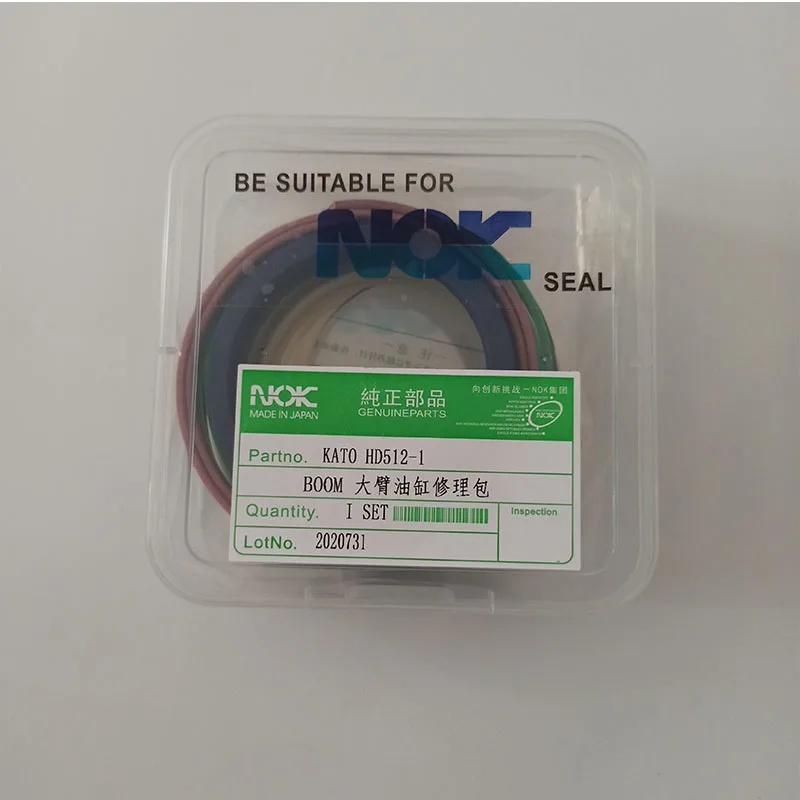 BE SUITABLE FOR
NOK
SEAL
NOK
MADE IN JAPAN
純正部品
GENUINEPARTS
向创新挑战－NOK集团
NOK
Partno. KATO HD512-1
BOOM 大臂油缸修理包
Quantity. I SET
Inspection
LotNo. 2020731